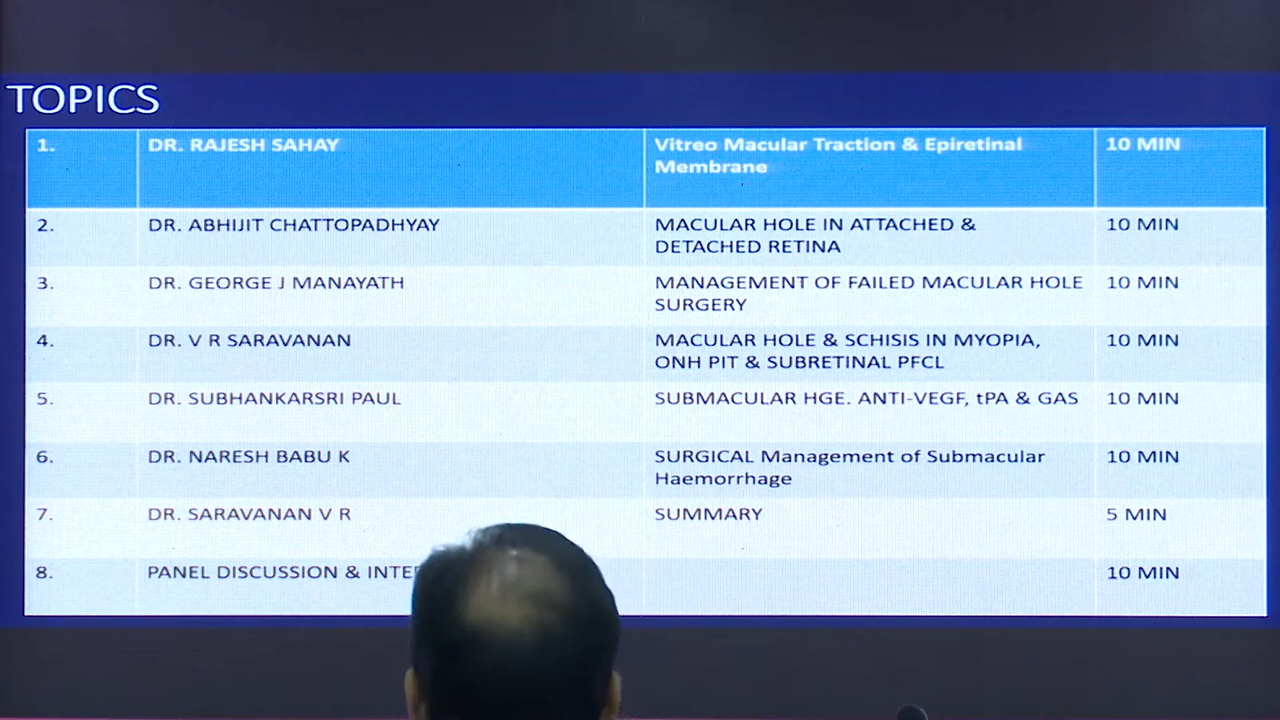 TOPICS
1. DR. RAJESH SAHAY Vitreo Macular Traction & Epiretinal 10 MIN
Membrane
2. DR. ABHIJIT CHATTOPADHYAY MACULAR HOLE IN ATTACHED & 10 MIN
DETACHED RETINA
3. DR. GEORGE J MANAYATH MANAGEMENT OF FAILED MACULAR HOLE 10 MIN
SURGERY
4. DR. V R SARAVANAN MACULAR HOLE & SCHISIS IN MYOPIA, 10 MIN
ONH PIT & SUBRETINAL PFCL
5. DR. SUBHANKARSRI PAUL SUBMACULAR HGE. ANTI-VEGF, tPA & GAS 10 MIN
6. DR. NARESH BABU K SURGICAL Management of Submacular 10 MIN
Haemorrhage
7. DR. SARAVANAN V R SUMMARY 5 MIN
8. PANEL DISCUSSION & 10 MIN